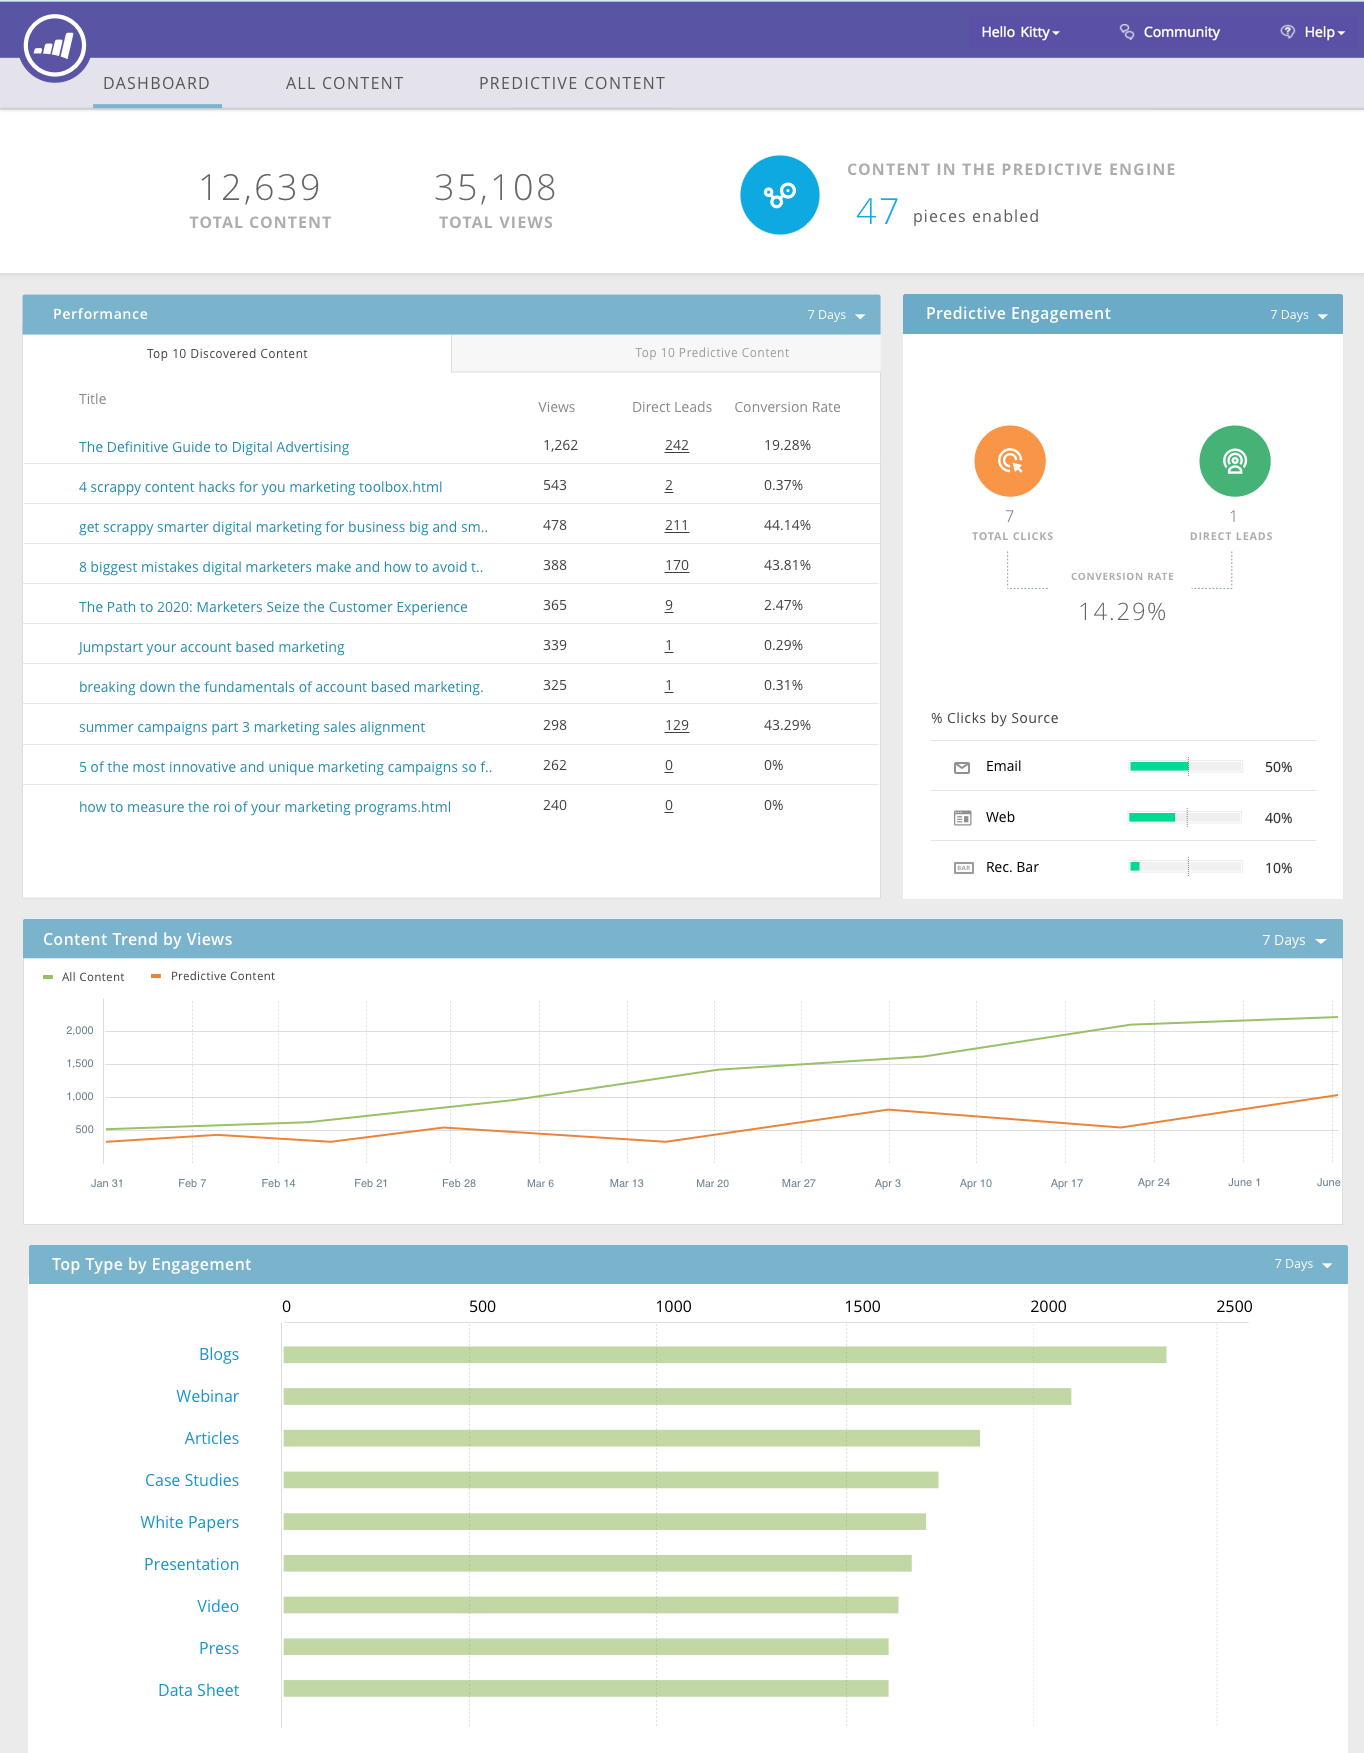 Hello Kitty
Community
Help
DASHBOARD
ALL CONTENT
PREDICTIVE CONTENT
12,639
TOTAL CONTENT
35,108
TOTAL VIEWS
CONTENT IN THE PREDICTIVE ENGINE
47 pieces enabled
Performance
7 Days
Top 10 Discovered Content
Top 10 Predictive Content
Title Views Direct Leads Conversion Rate
The Definitive Guide to Digital Advertising 1,262 242 19.28%
4 scrappy content hacks for you marketing toolbox.html 543 2 0.37%
get scrappy smarter digital marketing for business big and sm.. 478 211 44.14%
8 biggest mistakes digital marketers make and how to avoid t.. 388 170 43.81%
The Path to 2020: Marketers Seize the Customer Experience 365 9 2.47%
Jumpstart your account based marketing 339 1 0.29%
breaking down the fundamentals of account based marketing. 325 1 0.31%
summer campaigns part 3 marketing sales alignment 298 129 43.29%
5 of the most innovative and unique marketing campaigns so f.. 262 0 0%
how to measure the roi of your marketing programs.html 240 0 0%
Predictive Engagement
7 Days
7
TOTAL CLICKS
1
DIRECT LEADS
CONVERSION RATE
14.29%
% Clicks by Source
Email 50%
Web 40%
BAR Rec. Bar 10%
Content Trend by Views
7 Days
All Content
Predictive Content
2,000
1,500
1,000
500
Jan 31 Feb 7 Feb 14 Feb 21 Feb 28 Mar 6 Mar 13 Mar 20 Mar 27 Apr 3 Apr 10 Apr 17 Apr 24 June 1 June
Top Type by Engagement
7 Days
0 500 1000 1500 2000 2500
Blogs
Webinar
Articles
Case Studies
White Papers
Presentation
Video
Press
Data Sheet